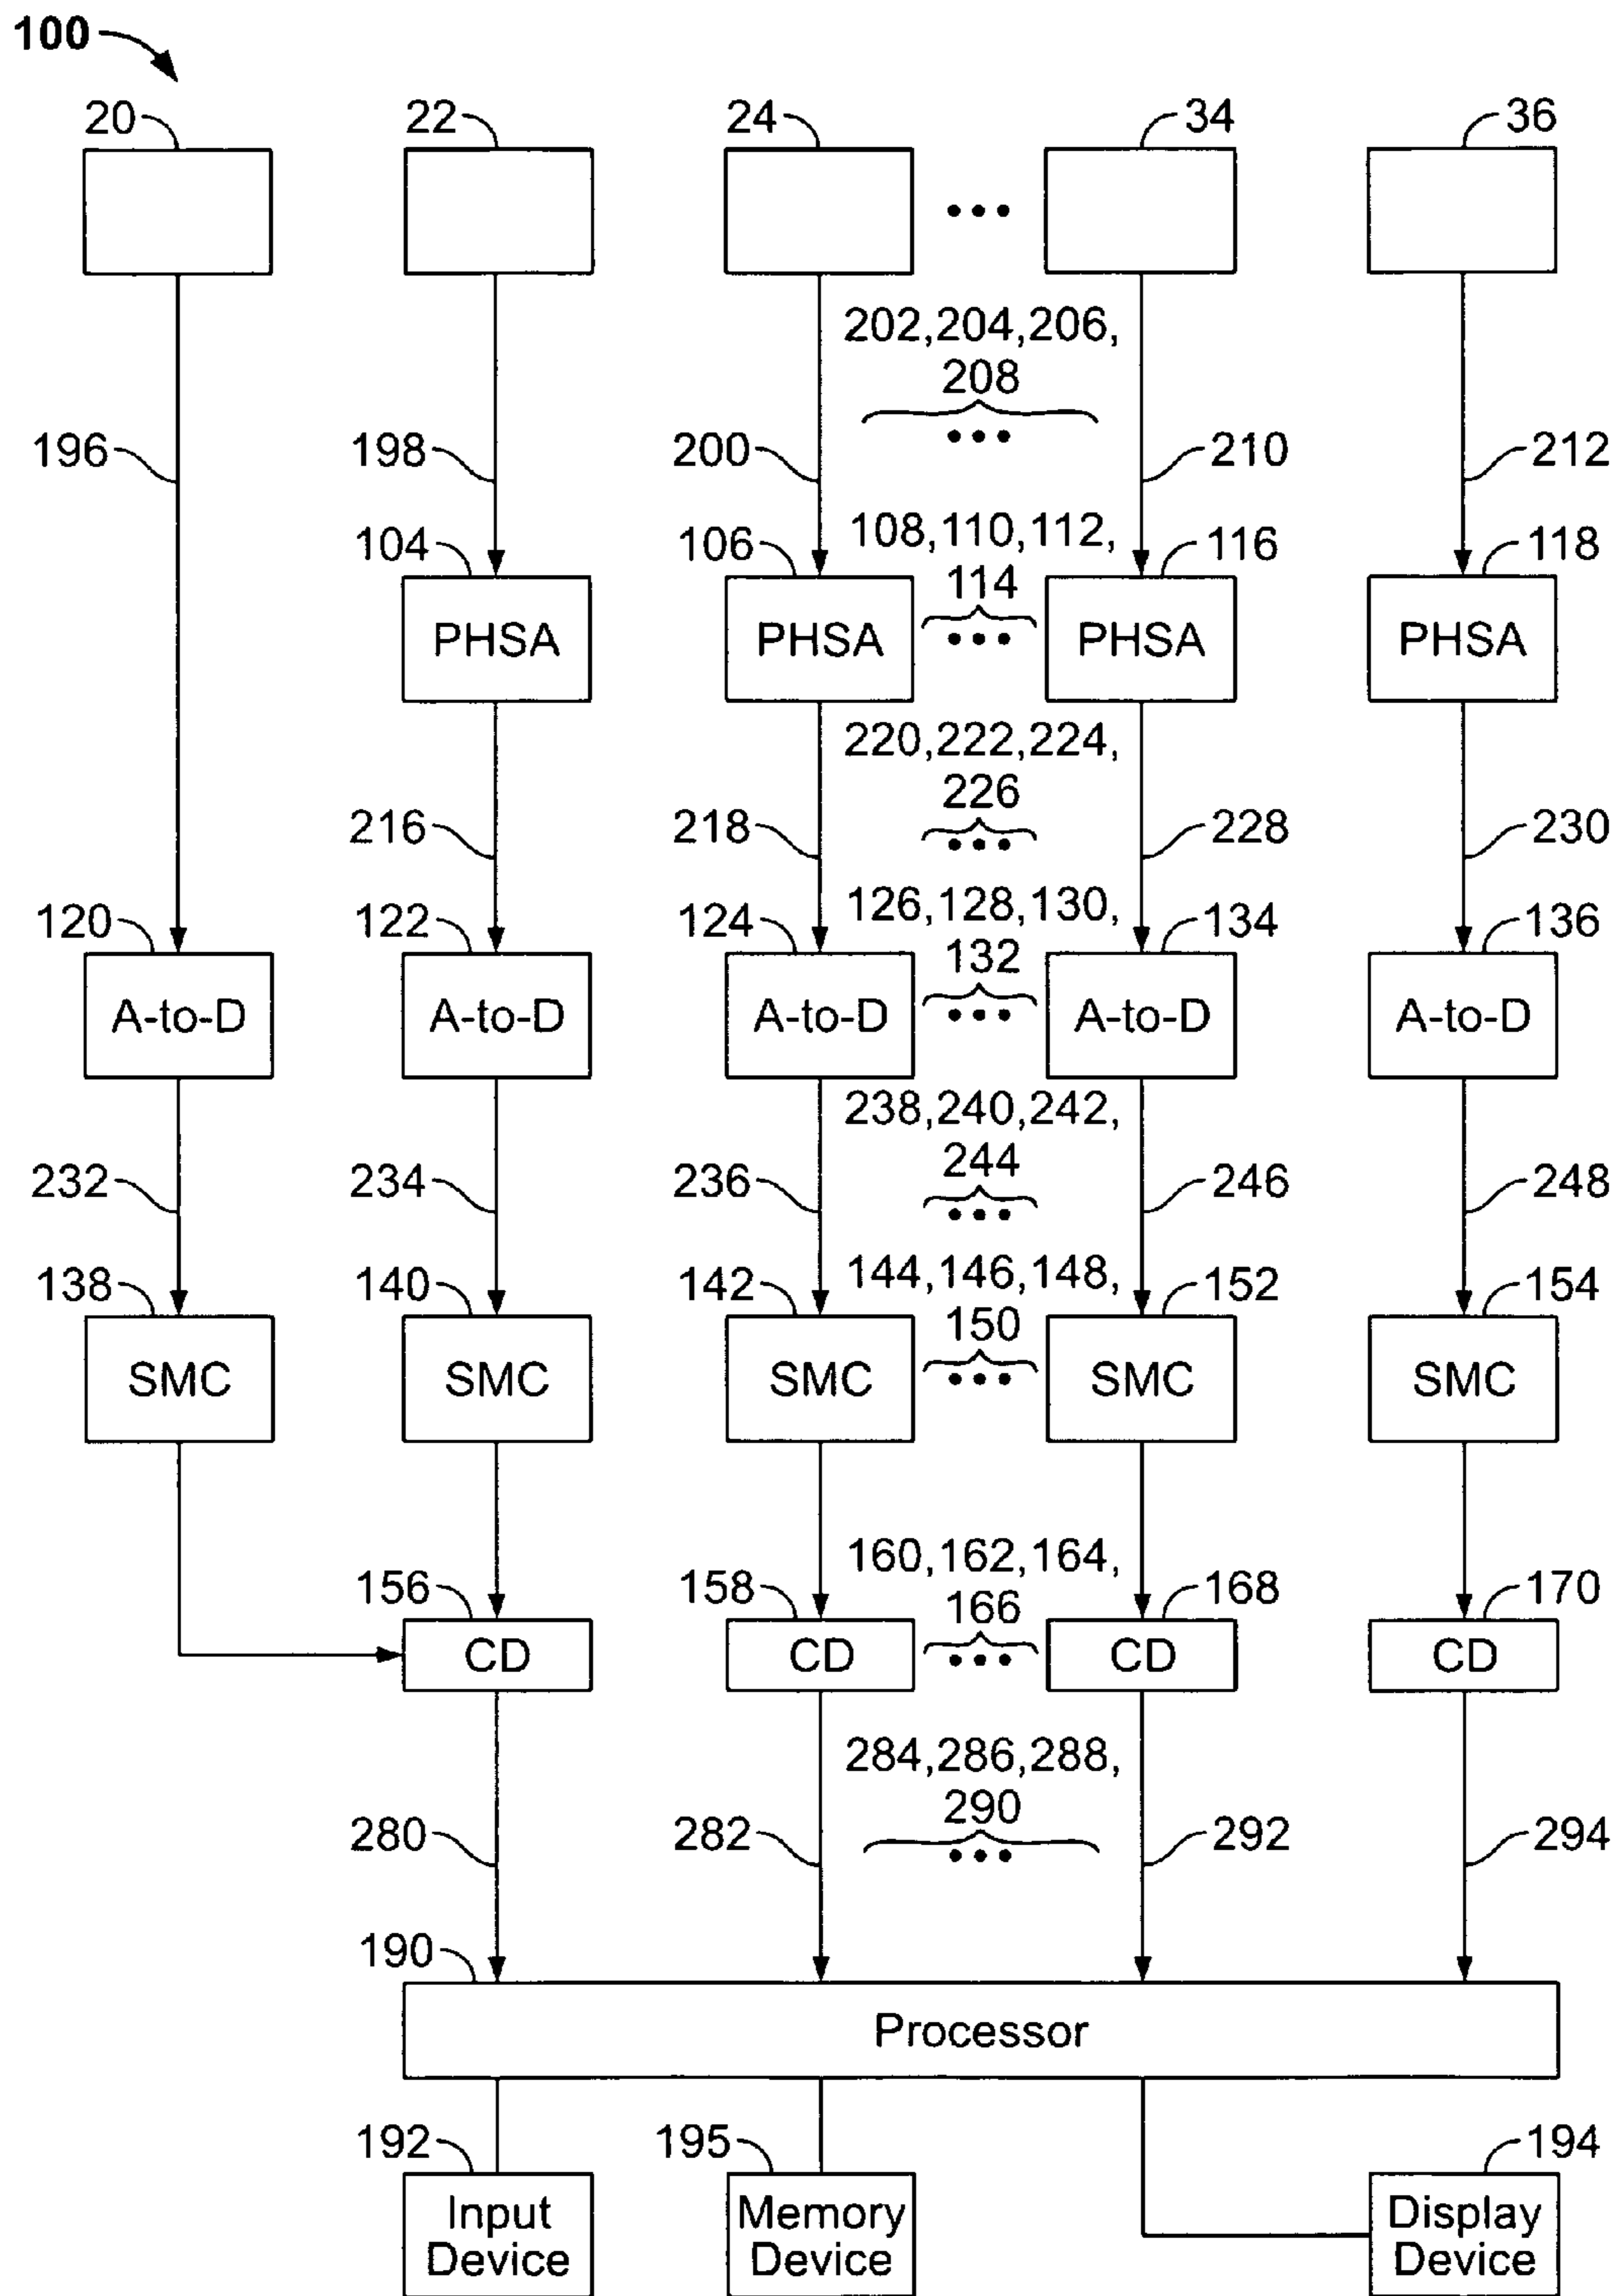 100
20 22 24 34 36
202,204,206,
208
196 198 200 210 212
108,110,112,
104 106 116 118
114
PHSA PHSA PHSA PHSA
220,222,224,
226
216 218 228 230
126,128,130,
120 122 124 134 136
132
A-to-D A-to-D A-to-D A-to-D A-to-D
238,240,242,
244
232 234 236 246 248
144,146,148,
138 140 142 152 154
150
SMC SMC SMC SMC SMC
160,162,164,
156 158 168 170
166
CD CD CD CD
284,286,288,
290
280 282 292 294
190
Processor
192 195 194
Input Memory Display
Device Device Device